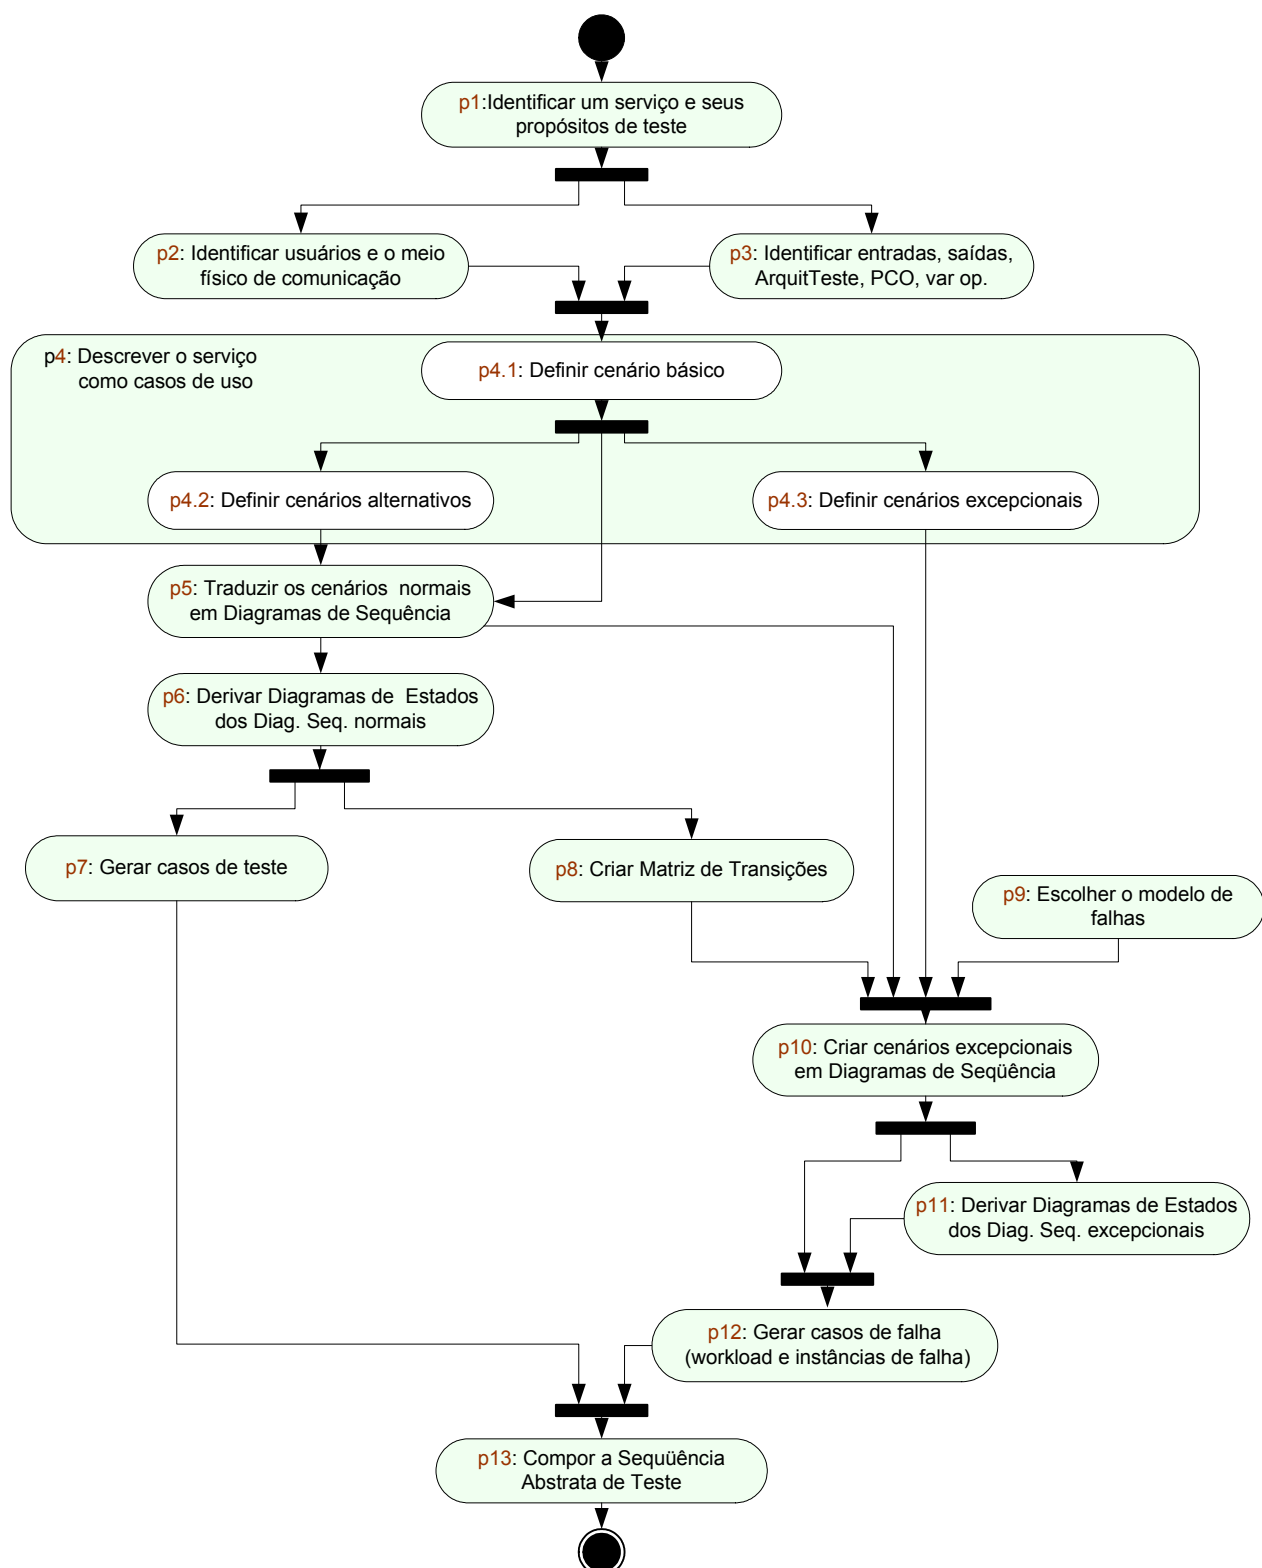 p1:Identificar um serviço e seus
propósitos de teste
p2: Identificar usuários e o meio
físico de comunicação
p3: Identificar entradas, saídas,
ArquitTeste, PCO, var op.
p4: Descrever o serviço
como casos de uso
p4.1: Definir cenário básico
p4.2: Definir cenários alternativos
p4.3: Definir cenários excepcionais
p5: Traduzir os cenários normais
em Diagramas de Sequência
p6: Derivar Diagramas de Estados
dos Diag. Seq. normais
p7: Gerar casos de teste
p8: Criar Matriz de Transições
p9: Escolher o modelo de
falhas
p10: Criar cenários excepcionais
em Diagramas de Seqüência
p11: Derivar Diagramas de Estados
dos Diag. Seq. excepcionais
p12: Gerar casos de falha
(workload e instâncias de falha)
p13: Compor a Sequüência
Abstrata de Teste